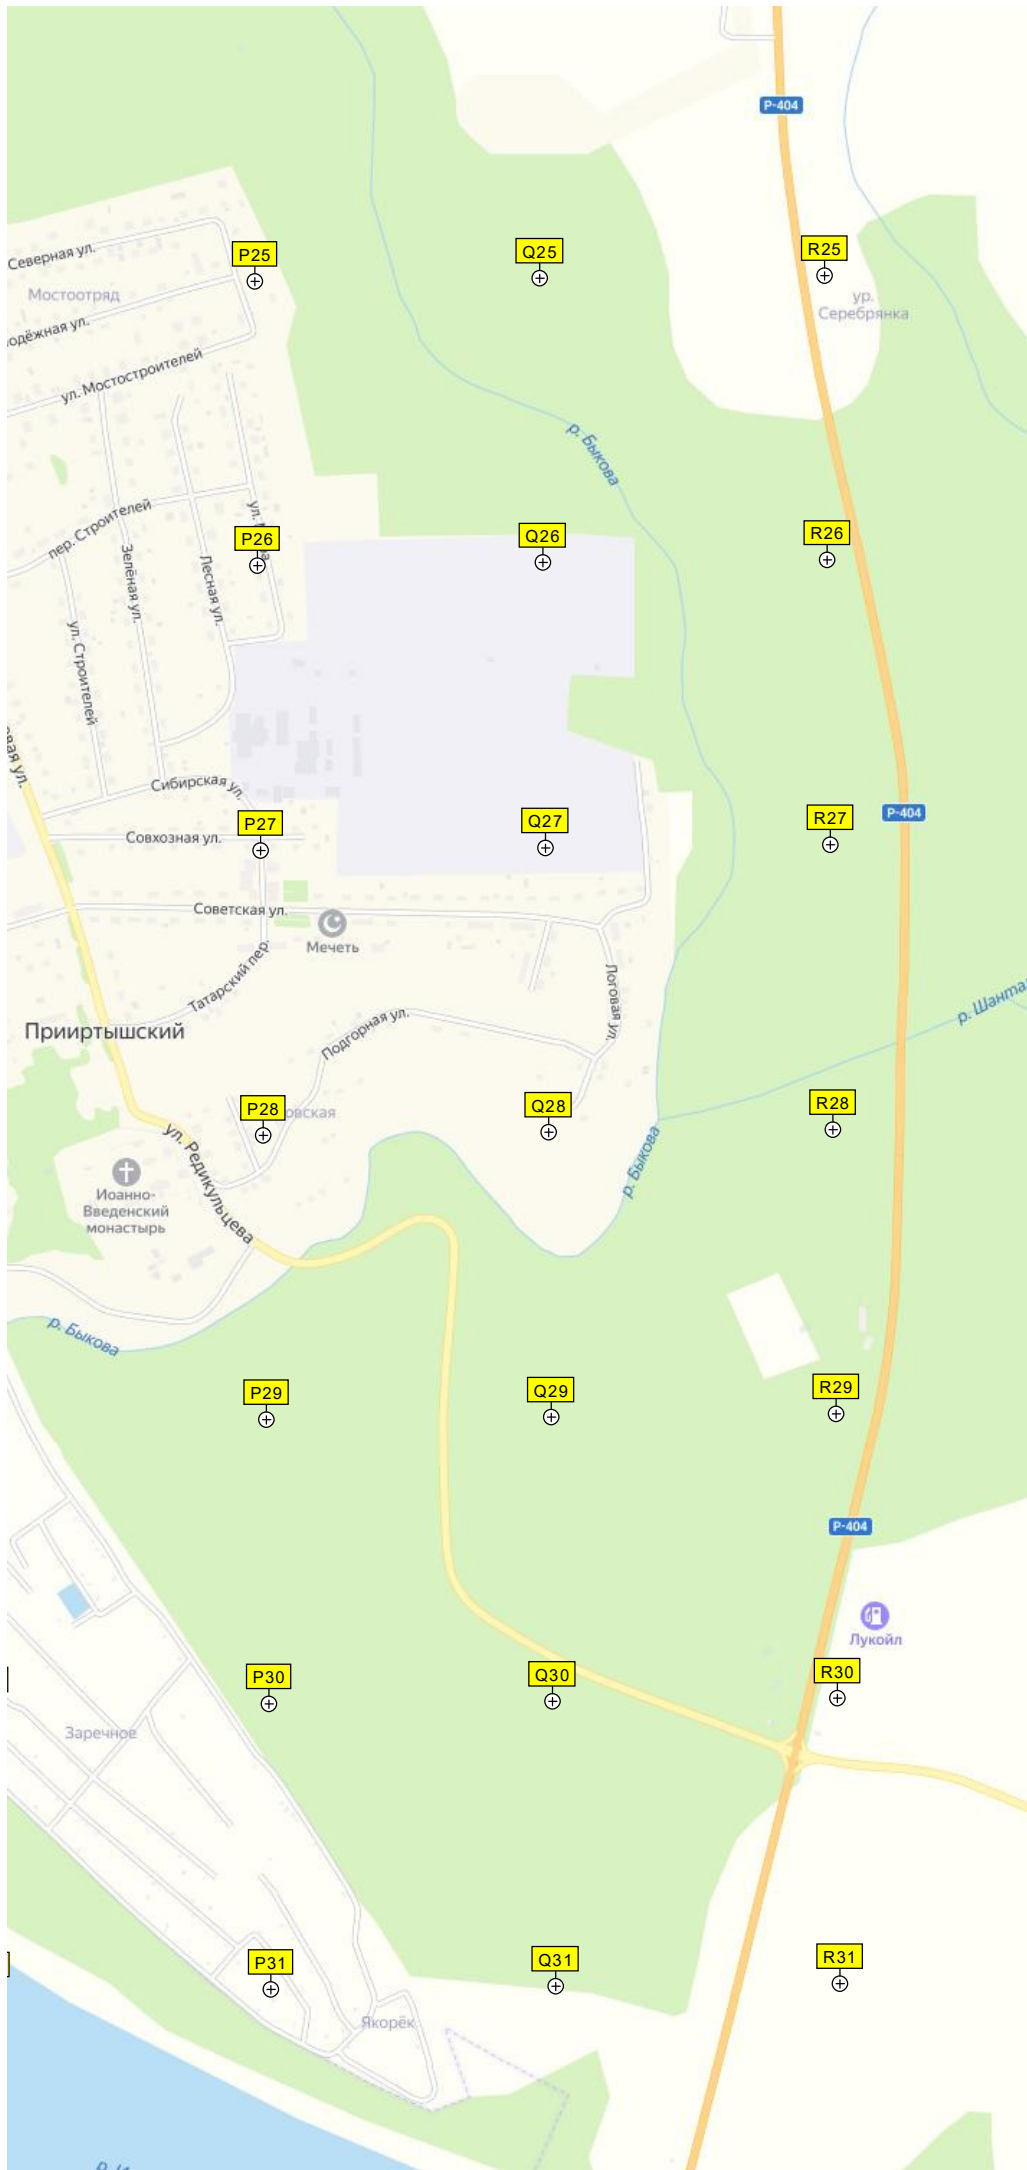 Р-404
Северная ул.
P25
Q25
R25
Мостоотряд
ур.
Серебрянка
ул. Мостостроителей
р. Быкова
пер. Строителей
P26
Q26
R26
Зелёная ул.
Лесная ул.
ул. Строителей
Сибирская ул.
P27
Q27
R27
Р-404
Совхозная ул.
Советская ул.
Мечеть
Татарский пер.
Логовая ул.
Прииртышский
Подгорная ул.
P28
Q28
R28
ул. Редикульцева
р. Быкова
Иоанно-
Введенский
монастырь
р. Быкова
P29
Q29
R29
Р-404
Лукойл
P30
Q30
R30
Заречное
P31
Q31
R31
Якорёк